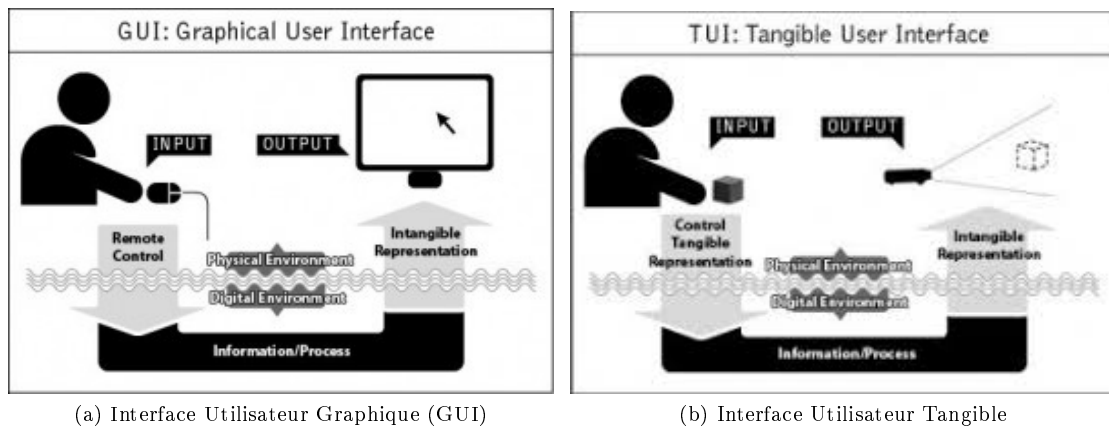 GUI: Graphical User Interface
INPUT
OUTPUT
Remote
Control
Intangible
Representation
Physical Environment
Digital Environment
Information/Process
(a) Interface Utilisateur Graphique (GUI)
TUI: Tangible User Interface
INPUT
OUTPUT
Control
Tangible
Representation
Intangible
Representation
Physical Environment
Digital Environment
Information/Process
(b) Interface Utilisateur Tangible